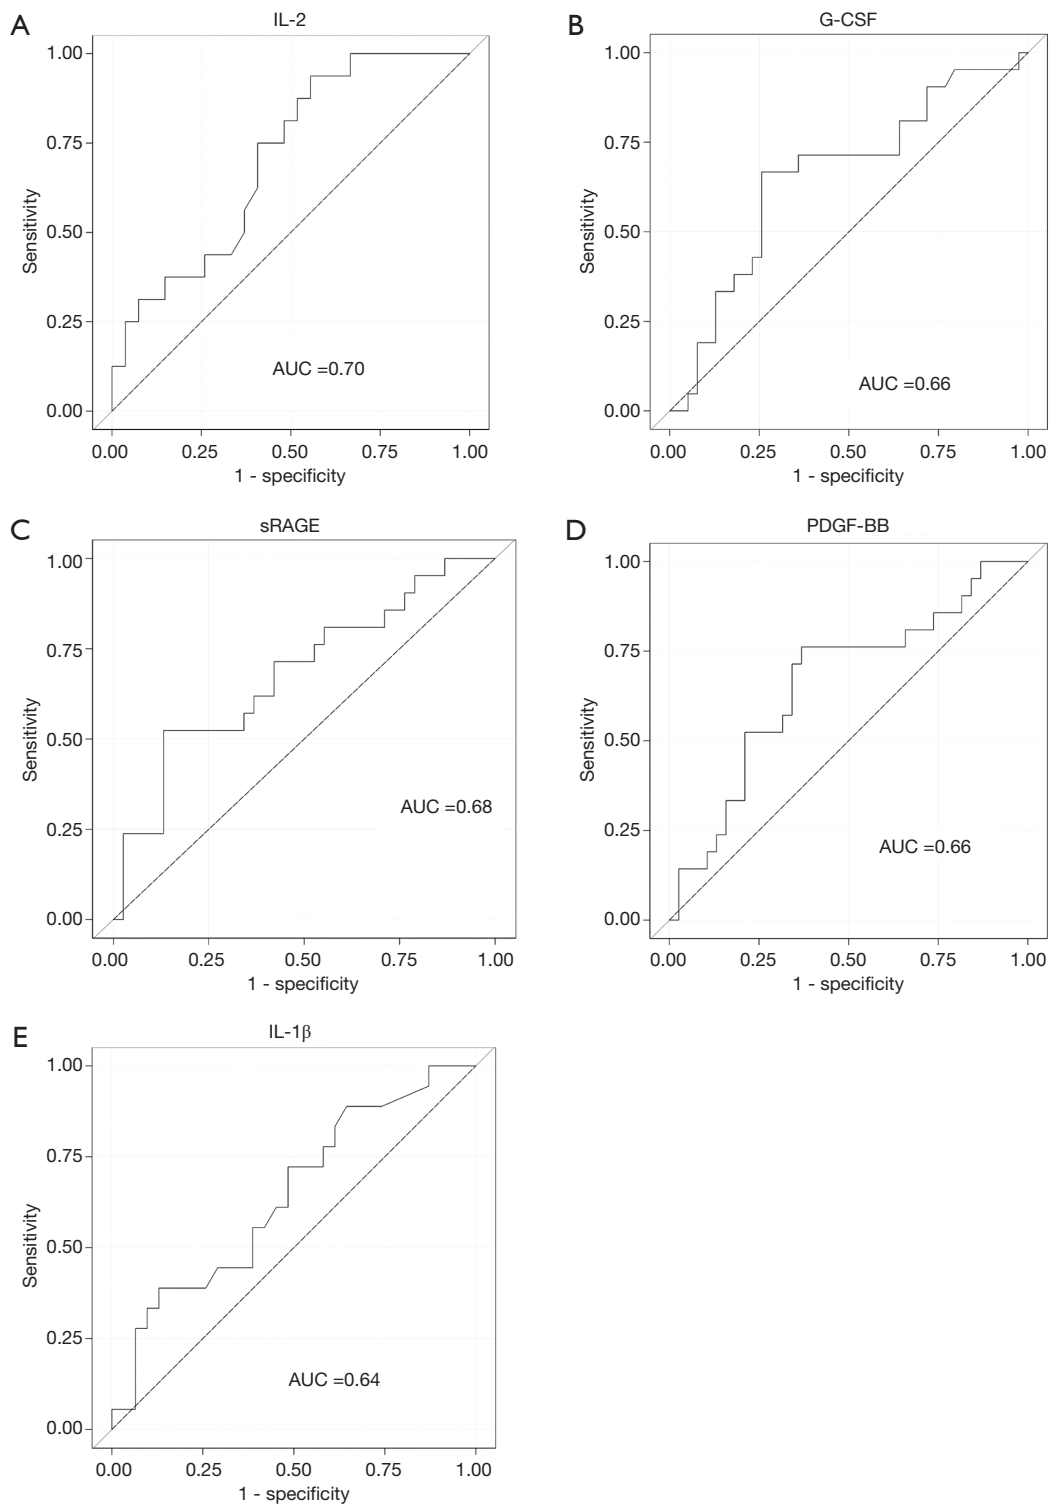 A
IL-2
1.00
0.75
0.50
0.25
0.00
Sensitivity
AUC =0.70
0.00 0.25 0.50 0.75 1.00
1 - specificity
B
G-CSF
1.00
0.75
0.50
0.25
0.00
Sensitivity
AUC =0.66
0.00 0.25 0.50 0.75 1.00
1 - specificity
C
sRAGE
1.00
0.75
0.50
0.25
0.00
Sensitivity
AUC =0.68
0.00 0.25 0.50 0.75 1.00
1 - specificity
D
PDGF-BB
1.00
0.75
0.50
0.25
0.00
Sensitivity
AUC =0.66
0.00 0.25 0.50 0.75 1.00
1 - specificity
E
IL-1β
1.00
0.75
0.50
0.25
0.00
Sensitivity
AUC =0.64
0.00 0.25 0.50 0.75 1.00
1 - specificity